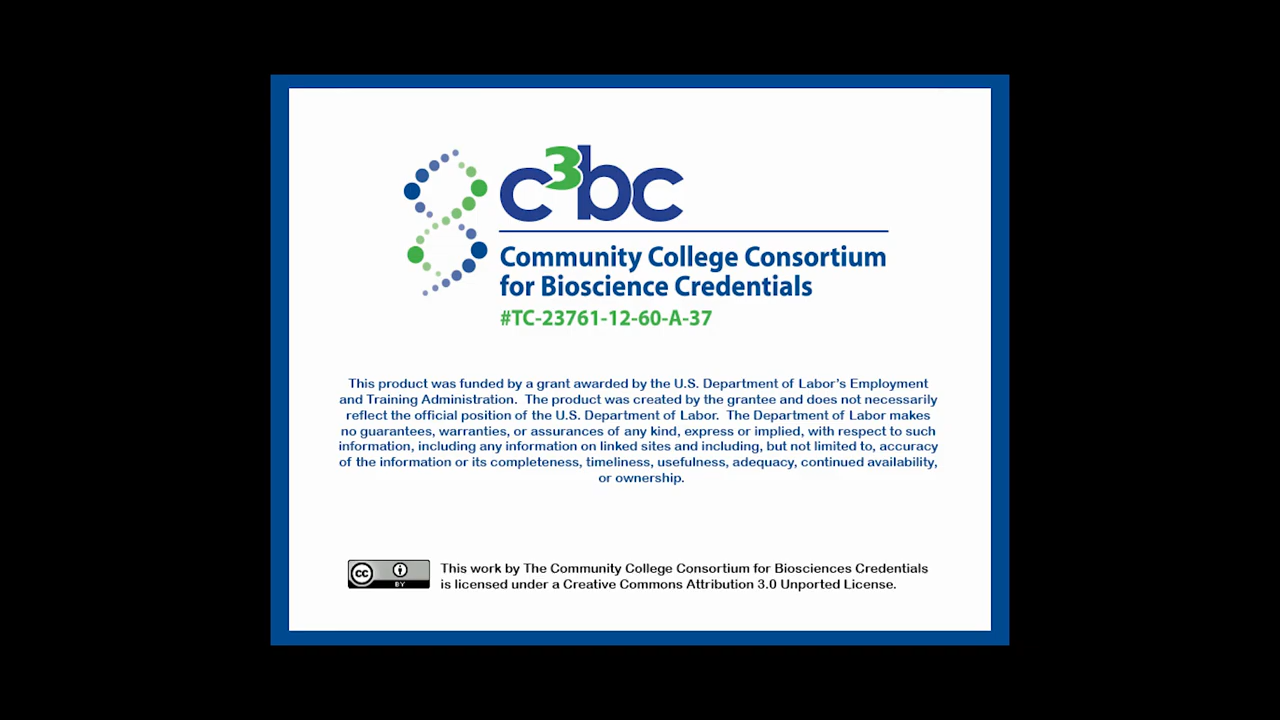 c3bc
Community College Consortium
for Bioscience Credentials
#TC-23761-12-60-A-37
This product was funded by a grant awarded by the U.S. Department of Labor’s Employment
and Training Administration.  The product was created by the grantee and does not necessarily
reflect the official position of the U.S. Department of Labor.  The Department of Labor makes
no guarantees, warranties, or assurances of any kind, express or implied, with respect to such
information, including any information on linked sites and including, but not limited to, accuracy
of the information or its completeness, timeliness, usefulness, adequacy, continued availability,
or ownership.
cc BY
This work by The Community College Consortium for Biosciences Credentials
is licensed under a Creative Commons Attribution 3.0 Unported License.